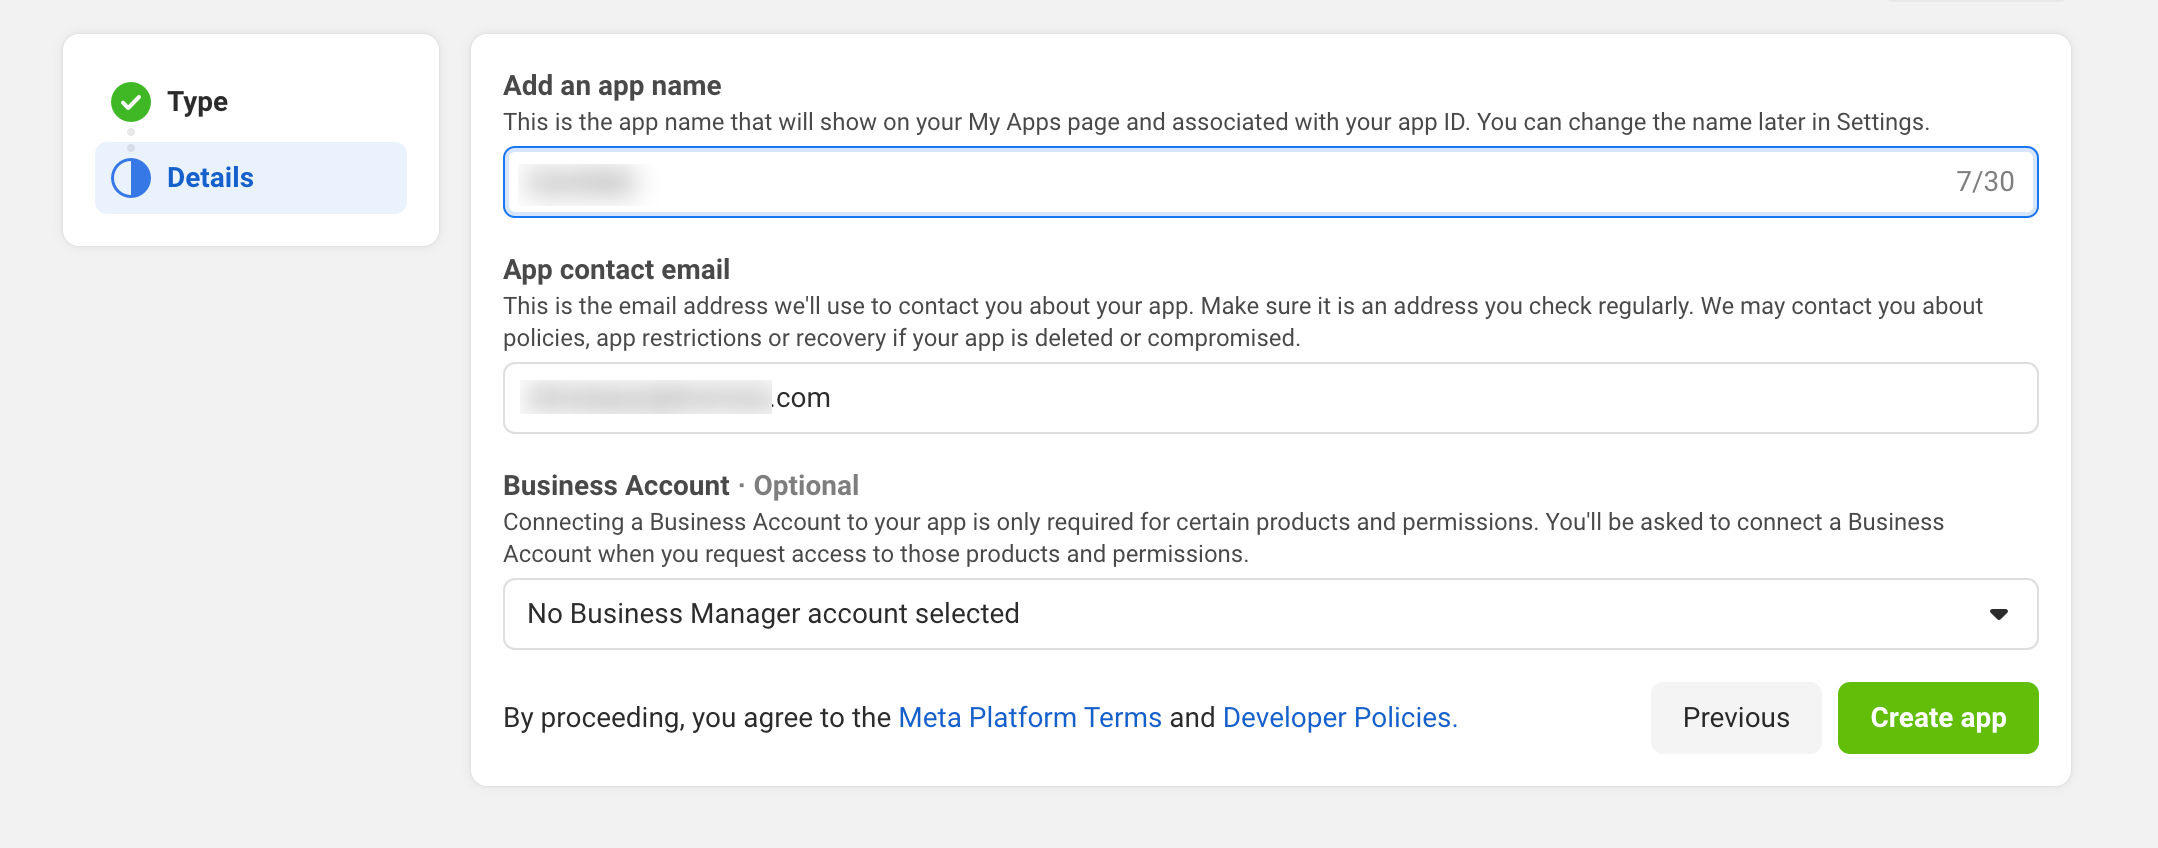 Type
Details
Add an app name
This is the app name that will show on your My Apps page and associated with your app ID. You can change the name later in Settings.
7/30
App contact email
This is the email address we'll use to contact you about your app. Make sure it is an address you check regularly. We may contact you about
policies, app restrictions or recovery if your app is deleted or compromised.
.com
Business Account · Optional
Connecting a Business Account to your app is only required for certain products and permissions. You'll be asked to connect a Business
Account when you request access to those products and permissions.
No Business Manager account selected
By proceeding, you agree to the Meta Platform Terms and Developer Policies.
Previous
Create app